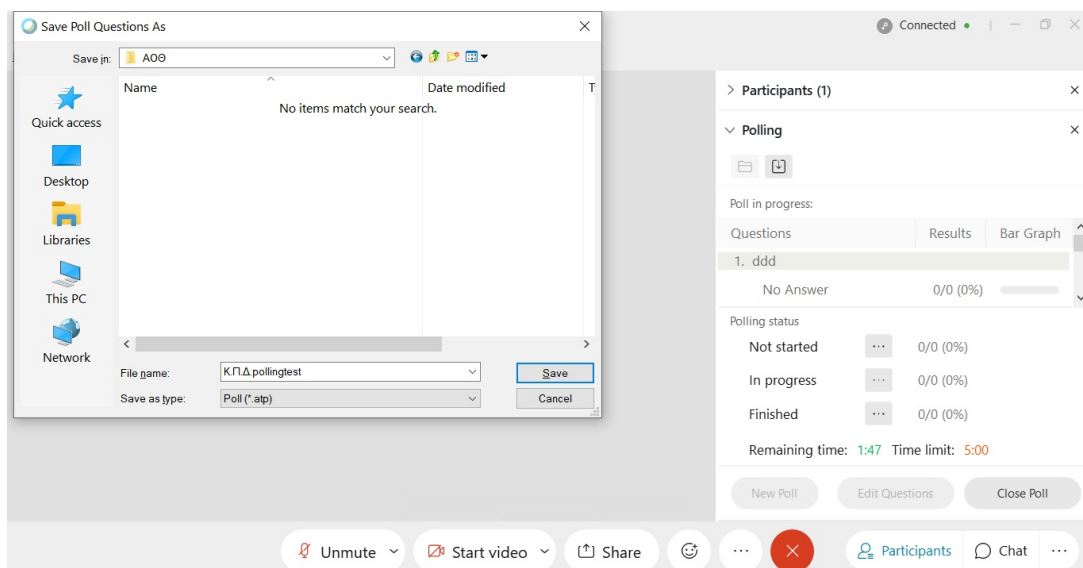 Save Poll Questions As
Save in:
ΑΟΘ
Name
Date modified
No items match your search.
Quick access
Desktop
Libraries
This PC
Network
File name:
Κ.Π.Δ.pollingtest
Save
Save as type:
Poll (*.atp)
Cancel
Connected
Participants (1)
Polling
Poll in progress:
Questions Results Bar Graph
1. ddd
No Answer 0/0 (0%)
Polling status
Not started ... 0/0 (0%)
In progress ... 0/0 (0%)
Finished ... 0/0 (0%)
Remaining time: 1:47 Time limit: 5:00
New Poll
Edit Questions
Close Poll
Unmute
Start video
Share
Participants
Chat